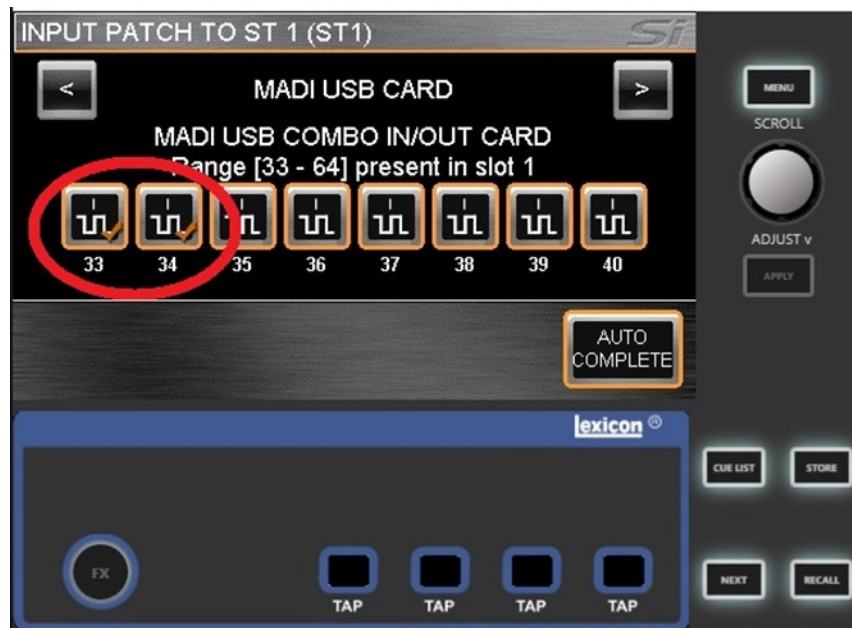 INPUT PATCH TO ST 1 (ST1)
Si
<
MADI USB CARD
>
MADI USB COMBO IN/OUT CARD
Range [33 - 64] present in slot 1
33 34 35 36 37 38 39 40
AUTO
COMPLETE
MENU
SCROLL
ADJUST v
APPLY
lexicon ®
CUE LIST STORE
FX
TAP TAP TAP TAP
NEXT RECALL